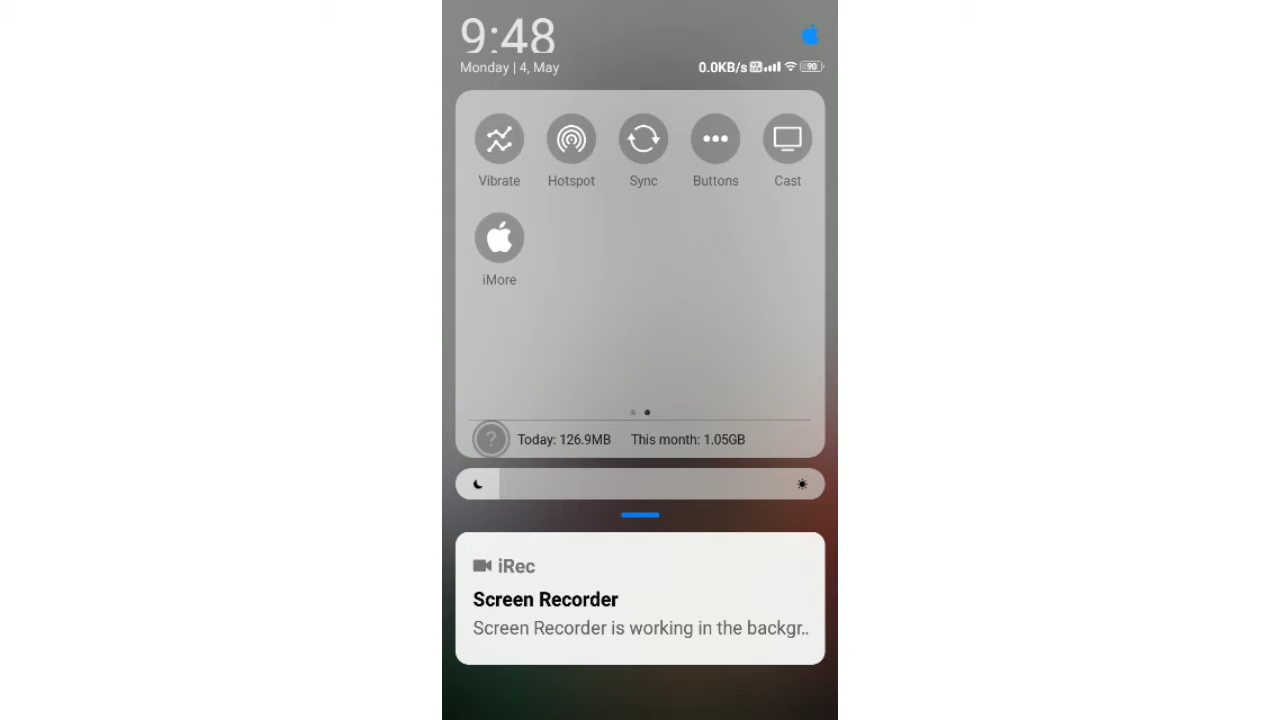 9:48
Monday | 4, May
0.0KB/s
90
Vibrate Hotspot Sync Buttons Cast
iMore
? Today: 126.9MB This month: 1.05GB
iRec
Screen Recorder
Screen Recorder is working in the backgr..